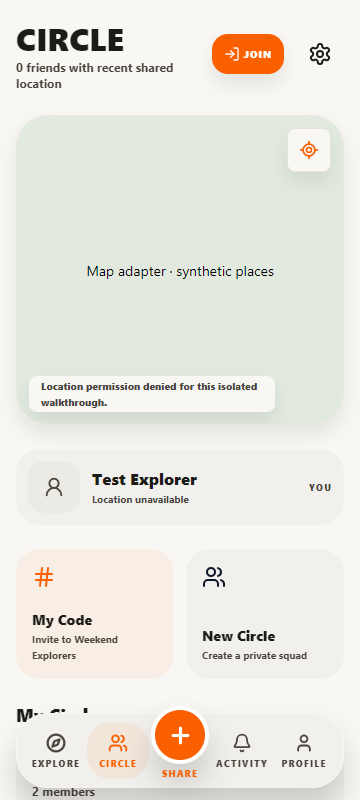 CIRCLE
0 friends with recent shared
location
JOIN
Map adapter · synthetic places
Location permission denied for this isolated
walkthrough.
Test Explorer
Location unavailable
YOU
My Code
Invite to Weekend
Explorers
New Circle
Create a private squad
EXPLORE
CIRCLE
SHARE
ACTIVITY
PROFILE
2 members